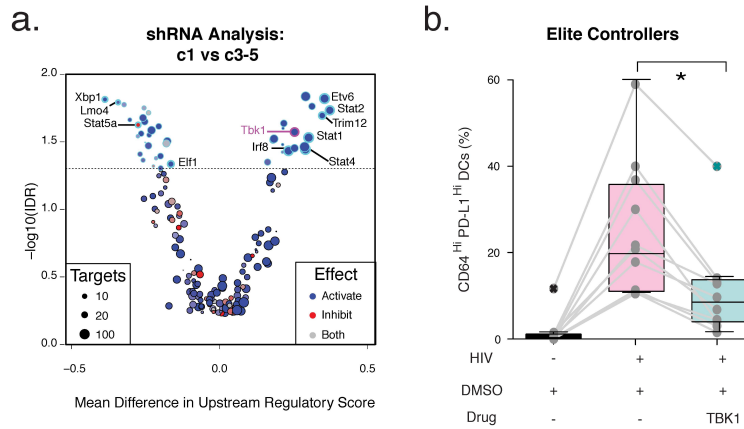 a.
shRNA Analysis:
c1 vs c3-5
−log10(IDR)
2.0
1.5
1.0
0.5
0.0
Xbp1
Lmo4
Stat5a
Elf1
Tbk1
Irf8
Etv6
Stat2
Trim12
Stat1
Stat4
Targets
10
20
100
Effect
Activate
Inhibit
Both
−0.5
0.0
0.5
Mean Difference in Upstream Regulatory Score
b.
Elite Controllers
*
CD64 Hi PD-L1 Hi DCs (%)
60
40
20
0
HIV - + +
DMSO + + +
Drug - - TBK1